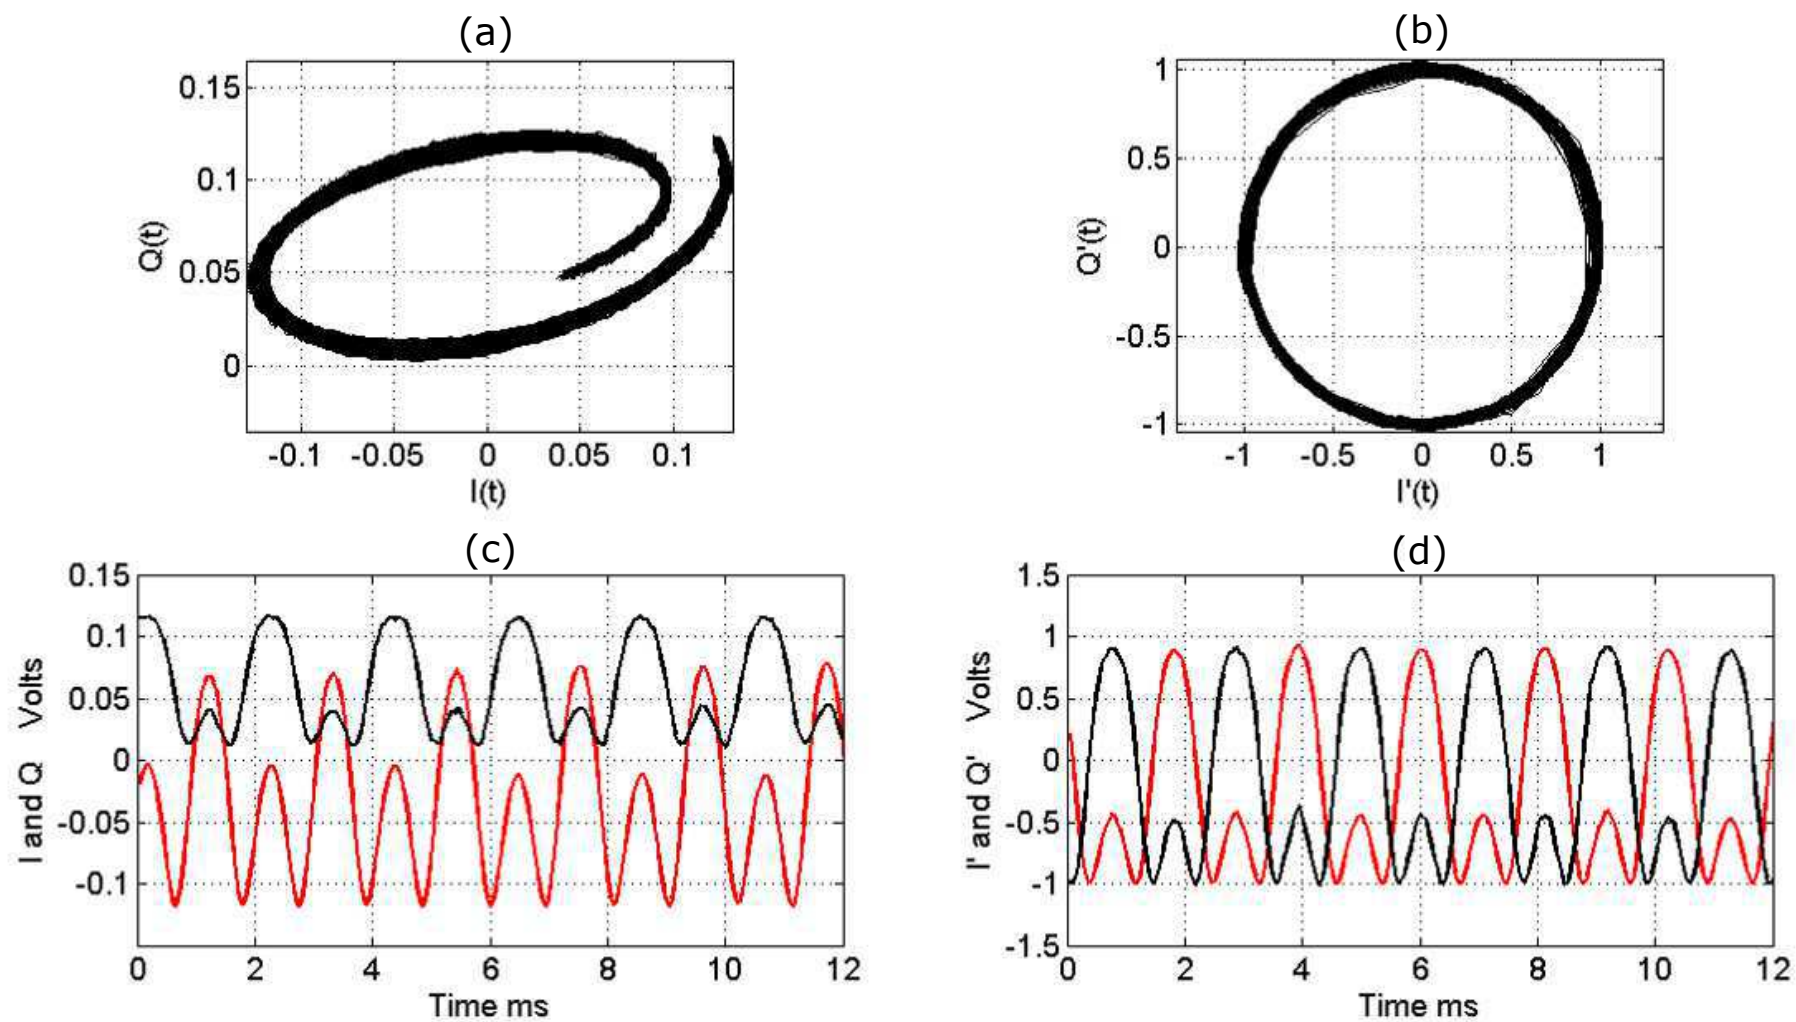 (a)
0.15
0.1
0.05
0
Q(t)
-0.1 -0.05 0 0.05 0.1
I(t)
(b)
1
0.5
0
-0.5
-1
Q'(t)
-1 -0.5 0 0.5 1
I'(t)
(c)
0.15
0.1
0.05
0
-0.05
-0.1
I and Q Volts
0 2 4 6 8 10 12
Time ms
(d)
1.5
1
0.5
0
-0.5
-1
-1.5
I' and Q' Volts
0 2 4 6 8 10 12
Time ms